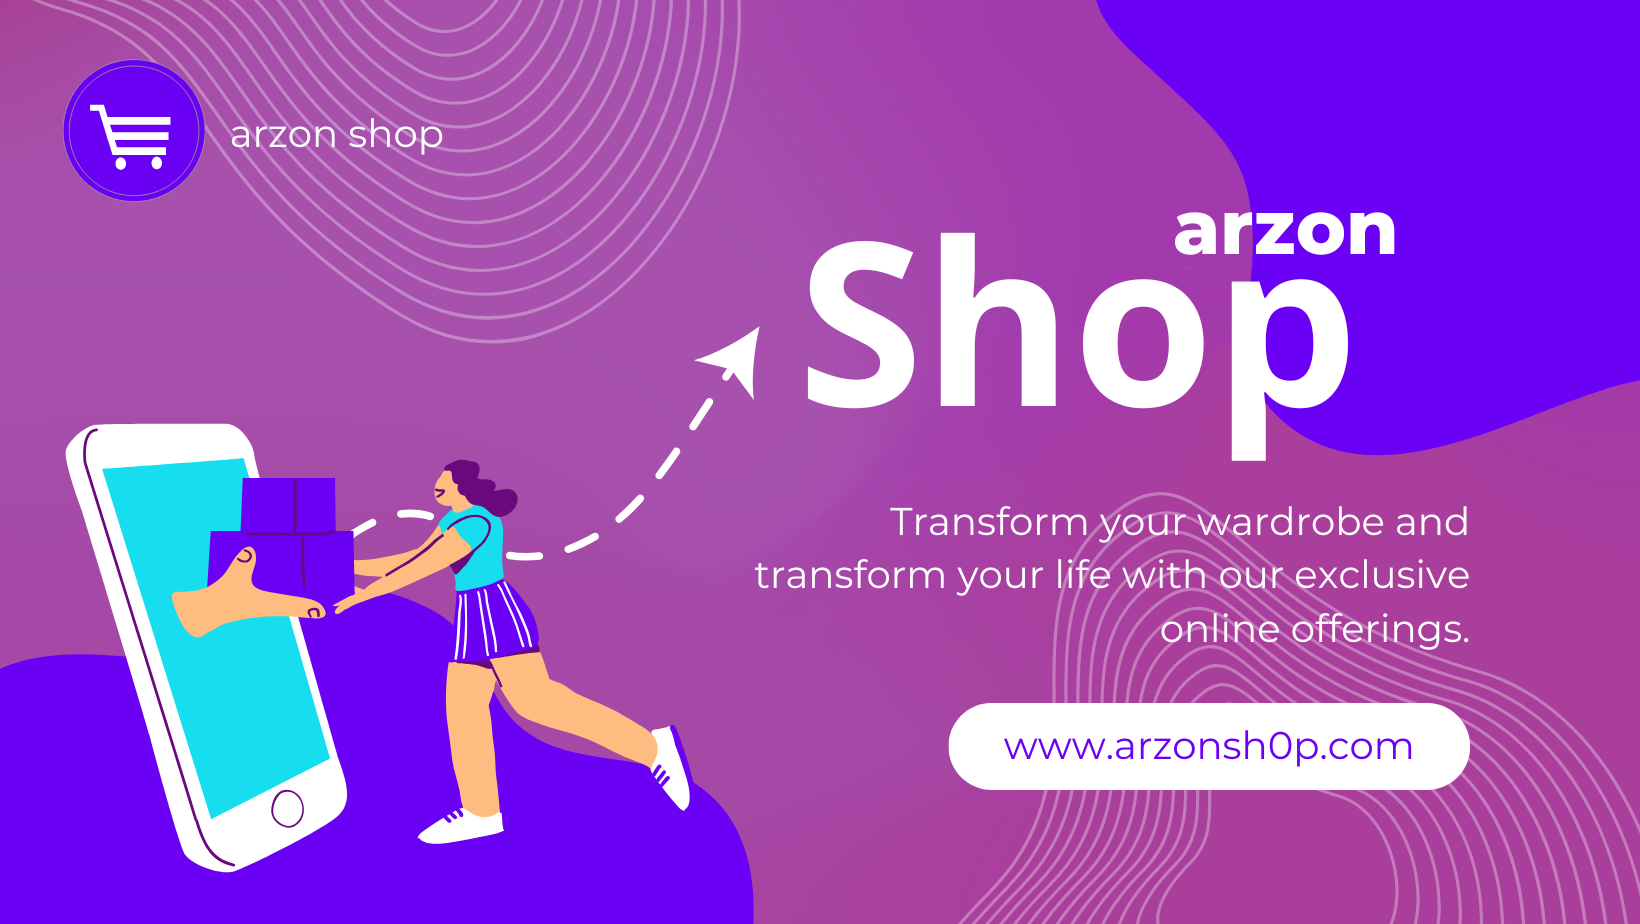 arzon shop
arzon
Shop
Transform your wardrobe and
transform your life with our exclusive
online offerings.
www.arzonsh0p.com